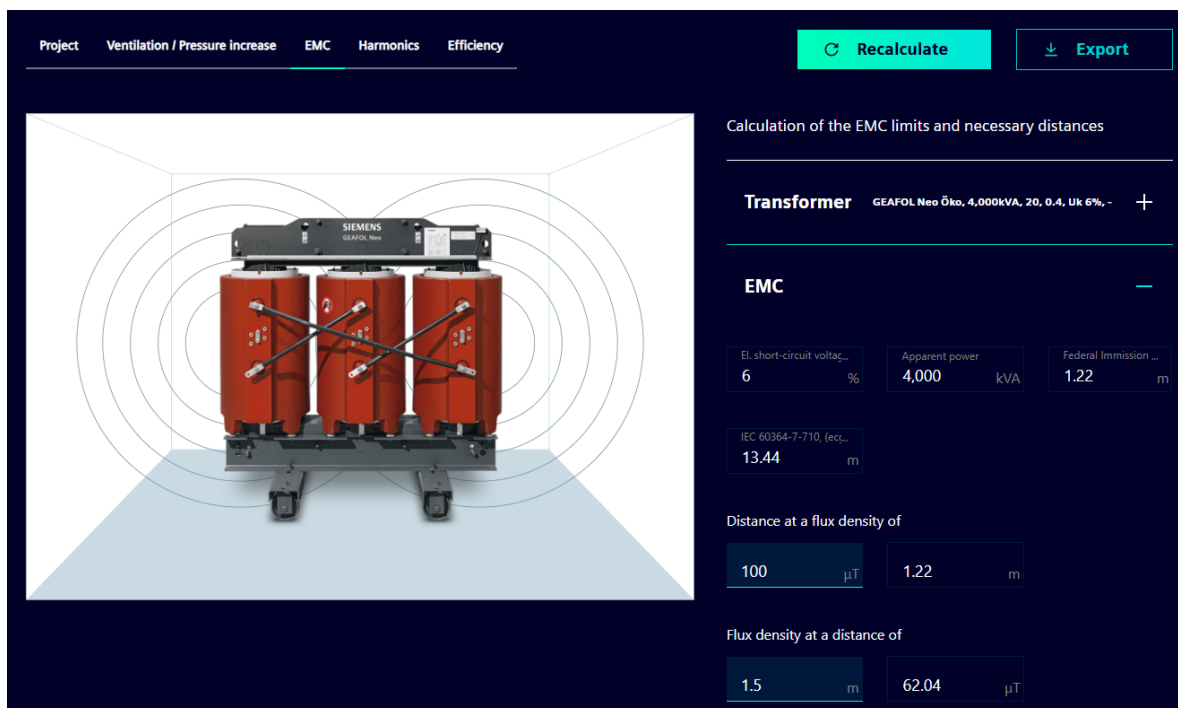 Project Ventilation / Pressure increase EMC Harmonics Efficiency
Recalculate
Export
SIEMENS
GEAFOL Neo
Calculation of the EMC limits and necessary distances
Transformer GEAFOL Neo Öko, 4,000kVA, 20, 0.4, Uk 6%, -
EMC
El. short-circuit voltag... Apparent power Federal Immission ...
6 % 4,000 kVA 1.22 m
IEC 60364-7-710, (ecg...
13.44 m
Distance at a flux density of
100 µT 1.22 m
Flux density at a distance of
1.5 m 62.04 µT